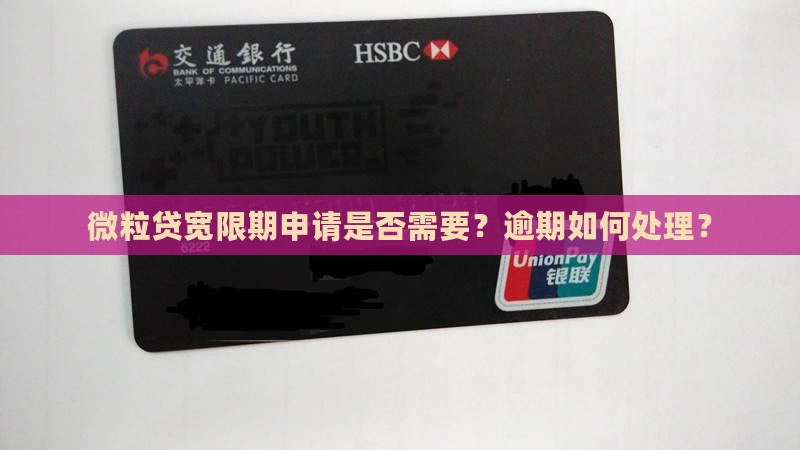 交通銀行
BANK OF COMMUNICATIONS
太平洋卡 PACIFIC CARD
HSBC
YOUTH
POWER
微粒贷宽限期申请是否需要？逾期如何处理？
6222
UnionPay
银联